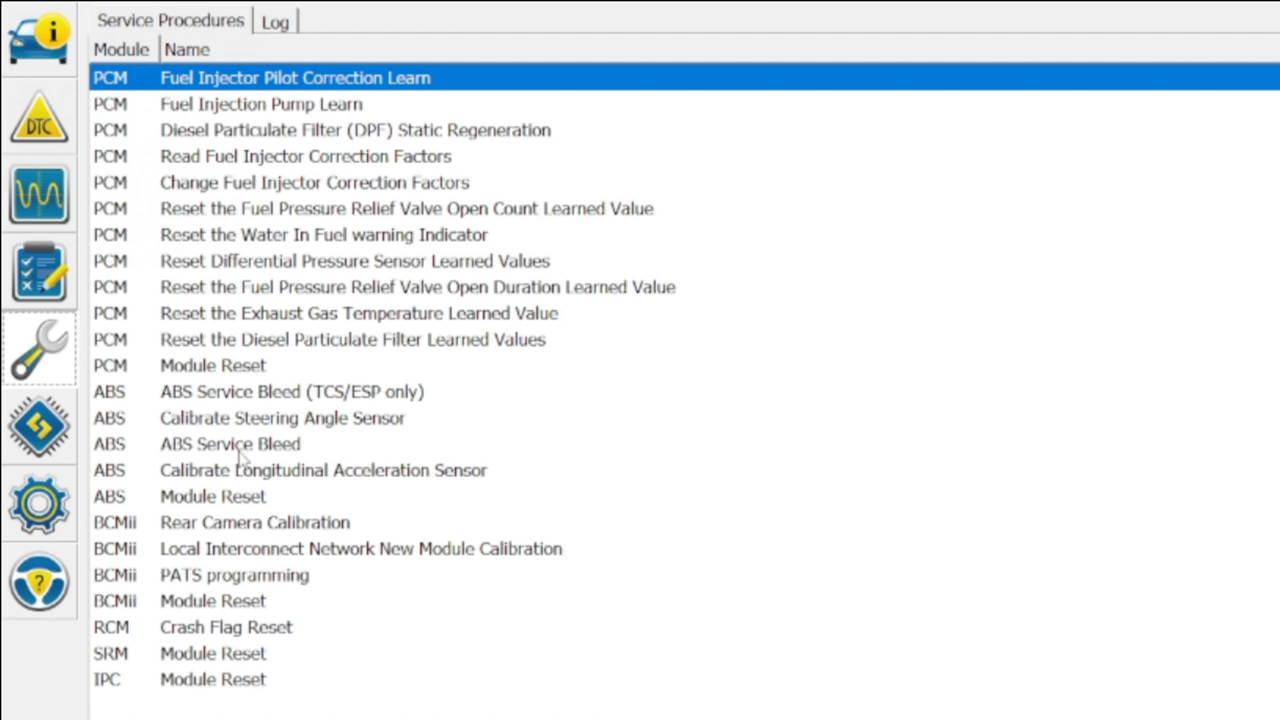 Service Procedures Log
Module Name
PCM Fuel Injector Pilot Correction Learn
PCM Fuel Injection Pump Learn
PCM Diesel Particulate Filter (DPF) Static Regeneration
PCM Read Fuel Injector Correction Factors
PCM Change Fuel Injector Correction Factors
PCM Reset the Fuel Pressure Relief Valve Open Count Learned Value
PCM Reset the Water In Fuel warning Indicator
PCM Reset Differential Pressure Sensor Learned Values
PCM Reset the Fuel Pressure Relief Valve Open Duration Learned Value
PCM Reset the Exhaust Gas Temperature Learned Value
PCM Reset the Diesel Particulate Filter Learned Values
PCM Module Reset
ABS ABS Service Bleed (TCS/ESP only)
ABS Calibrate Steering Angle Sensor
ABS ABS Service Bleed
ABS Calibrate Longitudinal Acceleration Sensor
ABS Module Reset
BCMii Rear Camera Calibration
BCMii Local Interconnect Network New Module Calibration
BCMii PATS programming
BCMii Module Reset
RCM Crash Flag Reset
SRM Module Reset
IPC Module Reset
i
DTC
?